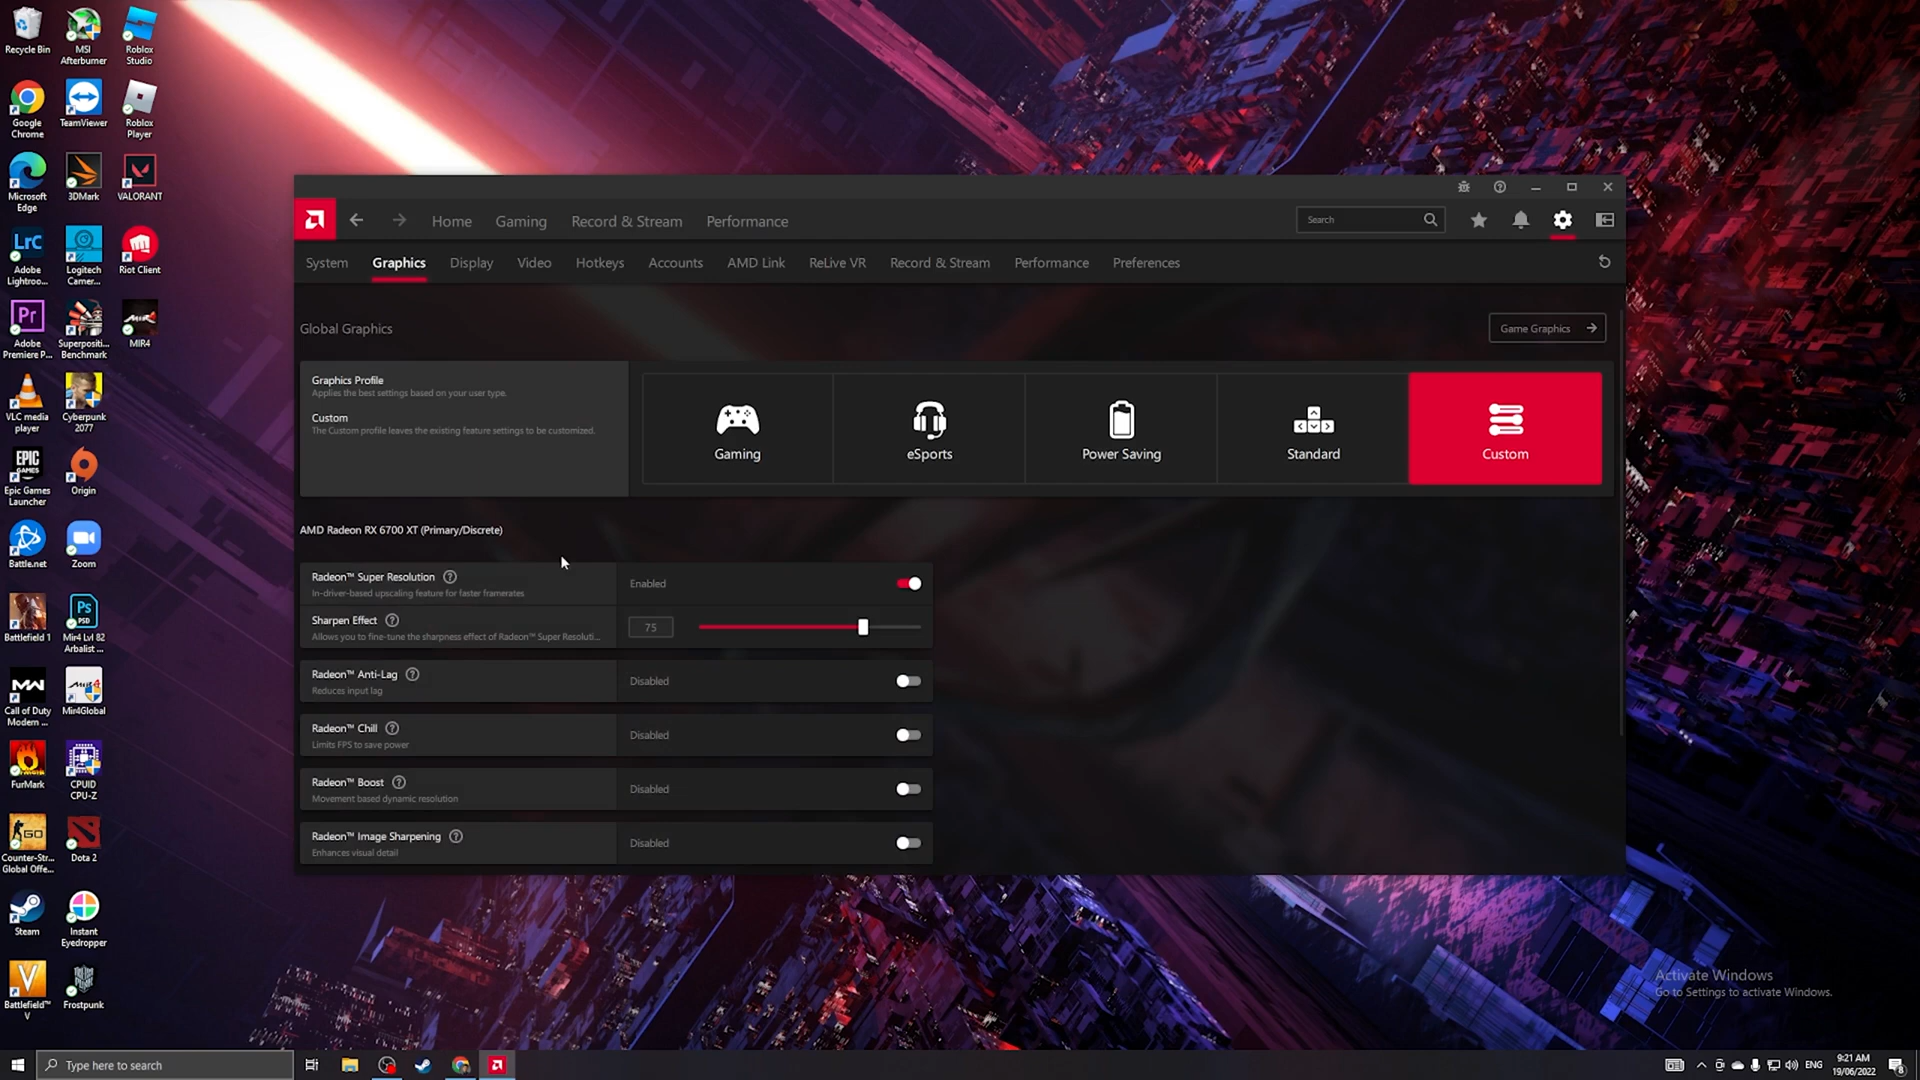 Recycle Bin
MSI
Afterburner
Roblox
Studio
Google
Chrome
TeamViewer
Roblox
Player
Microsoft
Edge
3DMark
VALORANT
Lrc
Adobe
Lightroo...
Logitech
Camer...
Riot Client
Pr
Adobe
Premiere P...
Superpositi...
Benchmark
MIR4
VLC media
player
Cyberpunk
2077
EPIC
GAMES
Epic Games
Launcher
Origin
Battle.net
Zoom
Battlefield 1
Ps
PSD
Mir4 Lvl 82
Arbalist ...
Call of Duty
Modern ...
Mir4Global
FurMark
CPUID
CPU-Z
GO
Counter-Str...
Global Offe...
Dota 2
Steam
Instant
Eyedropper
V
Battlefield™
V
Frostpunk
Home
Gaming
Record & Stream
Performance
Search
System
Graphics
Display
Video
Hotkeys
Accounts
AMD Link
ReLive VR
Record & Stream
Performance
Preferences
Global Graphics
Game Graphics
Graphics Profile
Applies the best settings based on your user type.
Custom
The Custom profile leaves the existing feature settings to be customized.
Gaming
eSports
Power Saving
Standard
Custom
AMD Radeon RX 6700 XT (Primary/Discrete)
Radeon™ Super Resolution
In-driver-based upscaling feature for faster framerates
Enabled
Sharpen Effect
Allows you to fine-tune the sharpness effect of Radeon™ Super Resoluti...
75
Radeon™ Anti-Lag
Reduces input lag
Disabled
Radeon™ Chill
Limits FPS to save power
Disabled
Radeon™ Boost
Movement based dynamic resolution
Disabled
Radeon™ Image Sharpening
Enhances visual detail
Disabled
Activate Windows
Go to Settings to activate Windows.
Type here to search
ENG
9:21 AM
19/06/2022
8